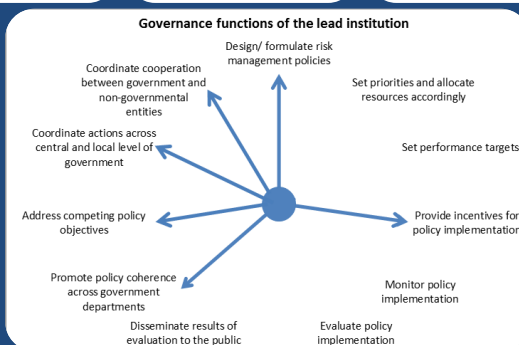 Governance functions of the lead institution
Design/ formulate risk
management policies
Set priorities and allocate
resources accordingly
Set performance targets
Provide incentives for
policy implementation
Monitor policy
implementation
Evaluate policy
implementation
Disseminate results of
evaluation to the public
Promote policy coherence
across government
departments
Address competing policy
objectives
Coordinate actions across
central and local level of
government
Coordinate cooperation
between government and
non-governmental
entities